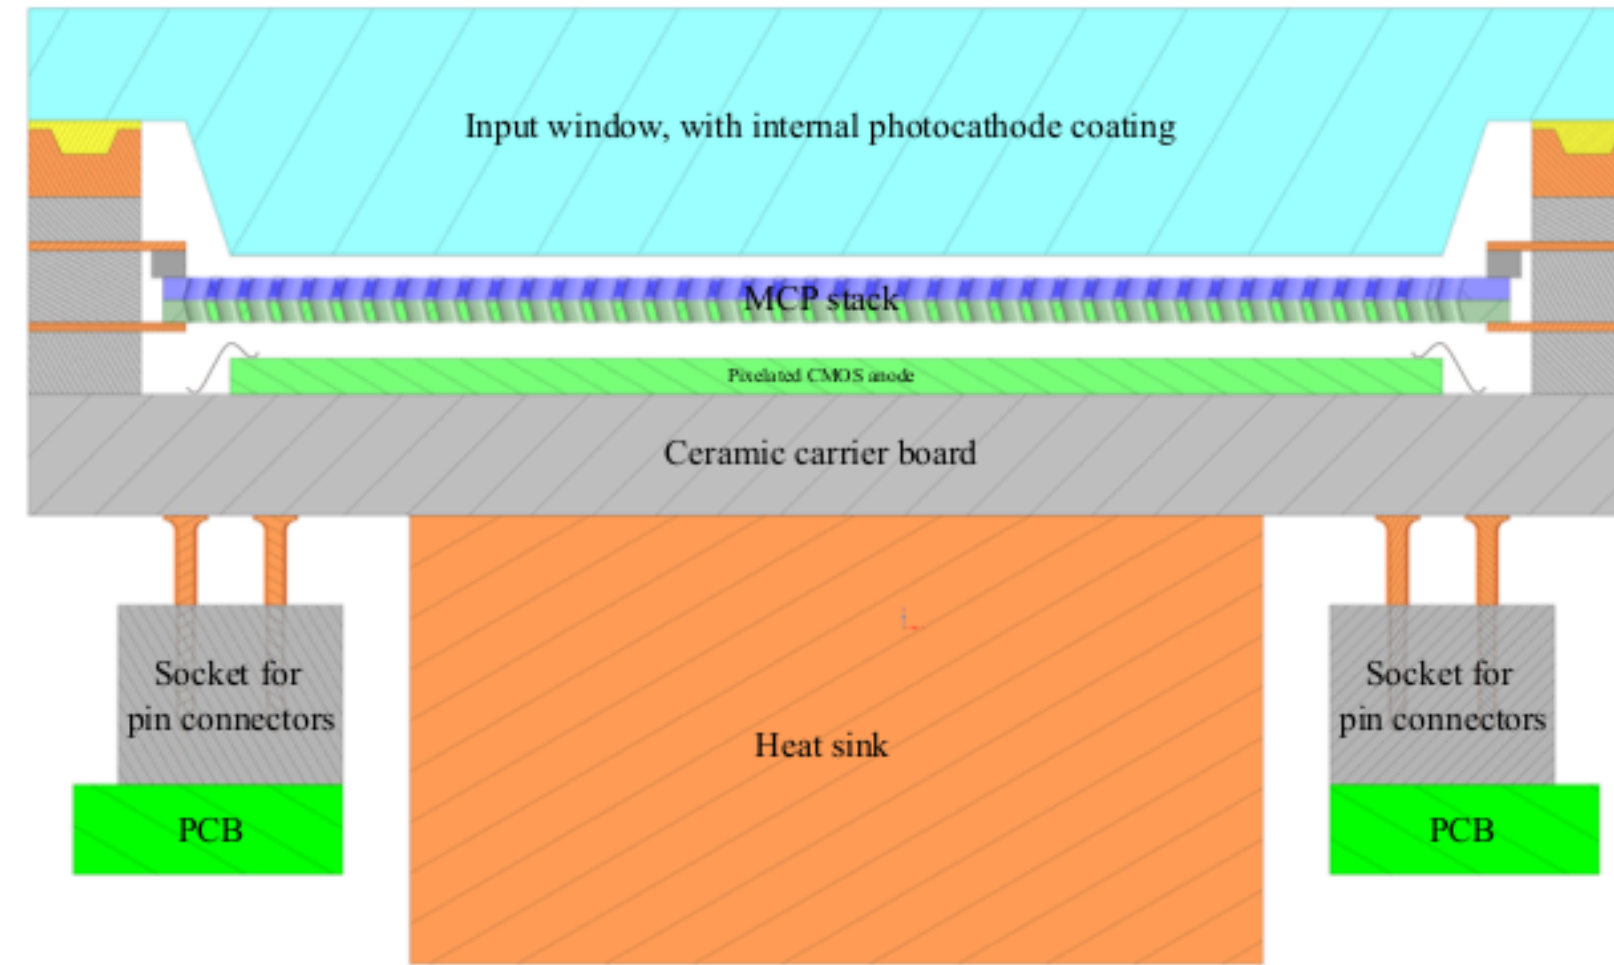 Input window, with internal photocathode coating
MCP stack
Pixelated CMOS anode
Ceramic carrier board
Socket for
pin connectors
Socket for
pin connectors
Heat sink
PCB
PCB